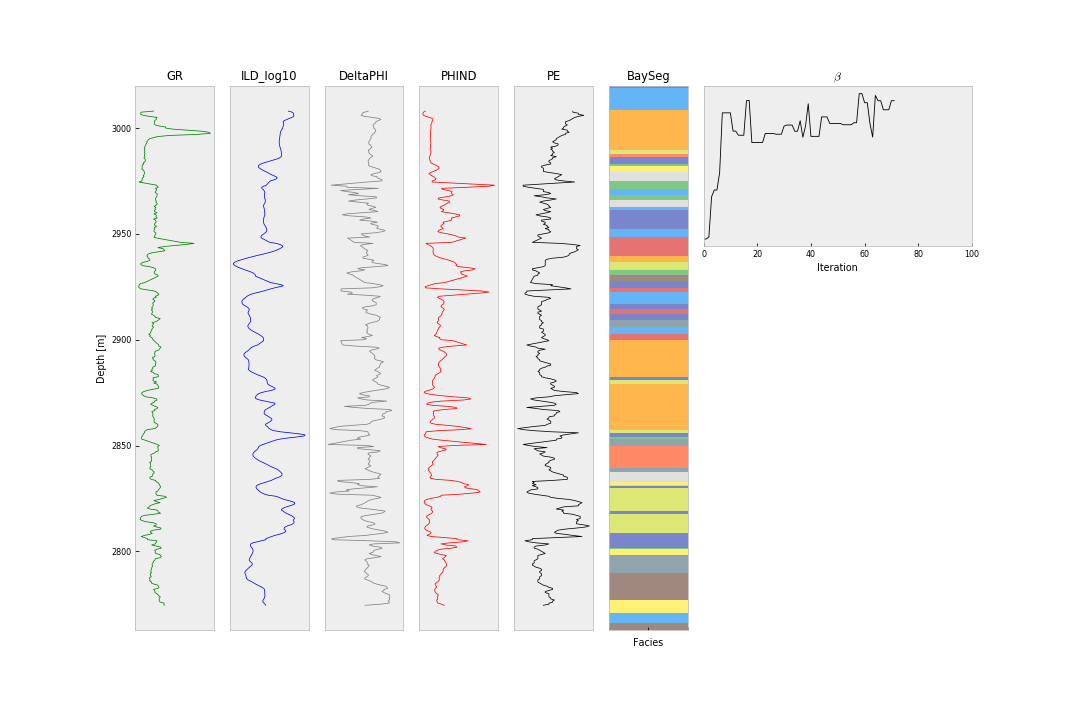 GR ILD_log10 DeltaPHI PHIND PE BaySeg β
3000
2950
2900
2850
2800
Depth [m]
0 20 40 60 80 100
Iteration
Facies